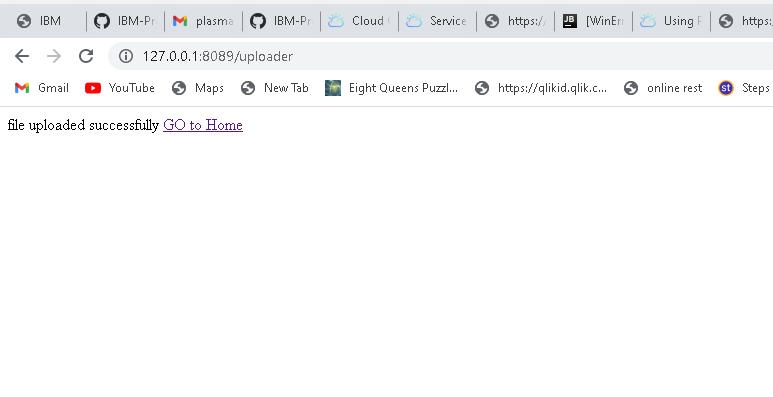 IBM IBM-Pr plasma IBM-Pr Cloud Service https:/ JB [WinErr Using F https:
127.0.0.1:8089/uploader
Gmail YouTube Maps New Tab Eight Queens Puzzl... https://qlikid.qlik.c... online rest st Steps
file uploaded successfully GO to Home